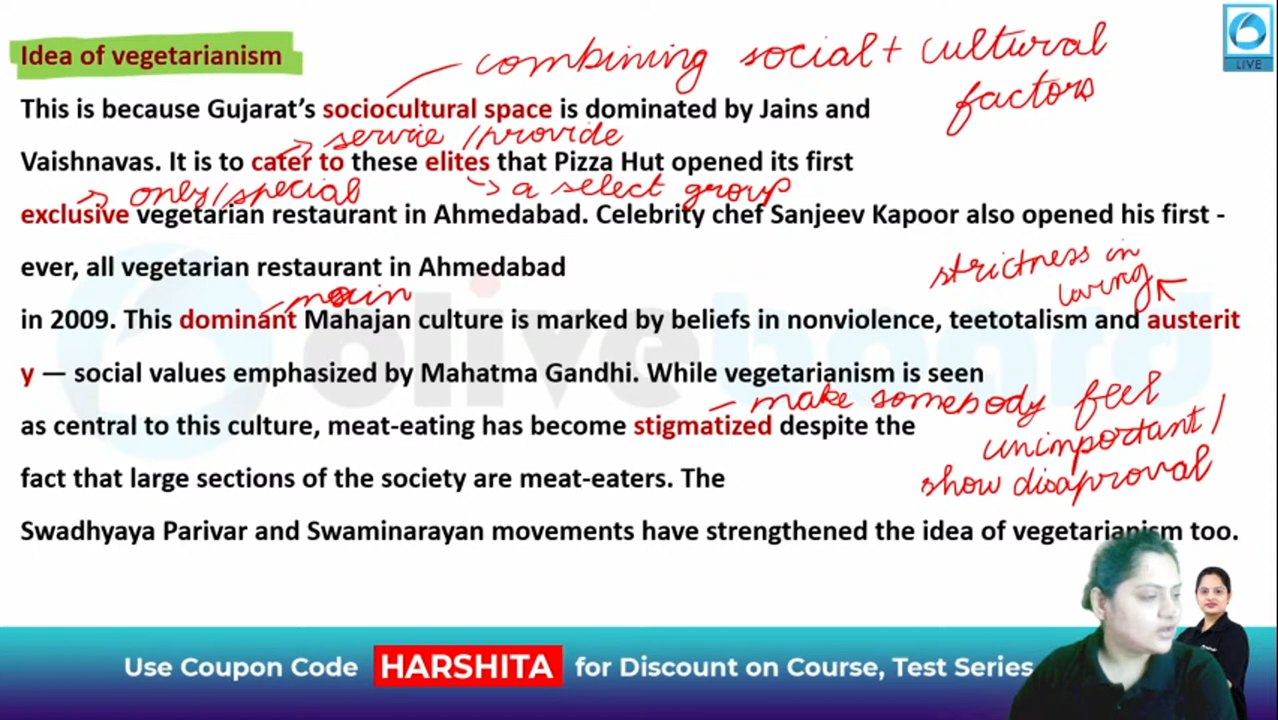 Idea of vegetarianism
combining social + cultural
factors
This is because Gujarat's sociocultural space is dominated by Jains and
service / provide
Vaishnavas. It is to cater to these elites that Pizza Hut opened its first
only/special
a select group
exclusive vegetarian restaurant in Ahmedabad. Celebrity chef Sanjeev Kapoor also opened his first -
ever, all vegetarian restaurant in Ahmedabad
strictness in
main
in 2009. This dominant Mahajan culture is marked by beliefs in nonviolence, teetotalism and austerit
y — social values emphasized by Mahatma Gandhi. While vegetarianism is seen
make somebody feel
unimportant /
as central to this culture, meat-eating has become stigmatized despite the
show disaproval
fact that large sections of the society are meat-eaters. The
Swadhyaya Parivar and Swaminarayan movements have strengthened the idea of vegetarianism too.
oliveboard
LIVE
Use Coupon Code HARSHITA for Discount on Course, Test Series